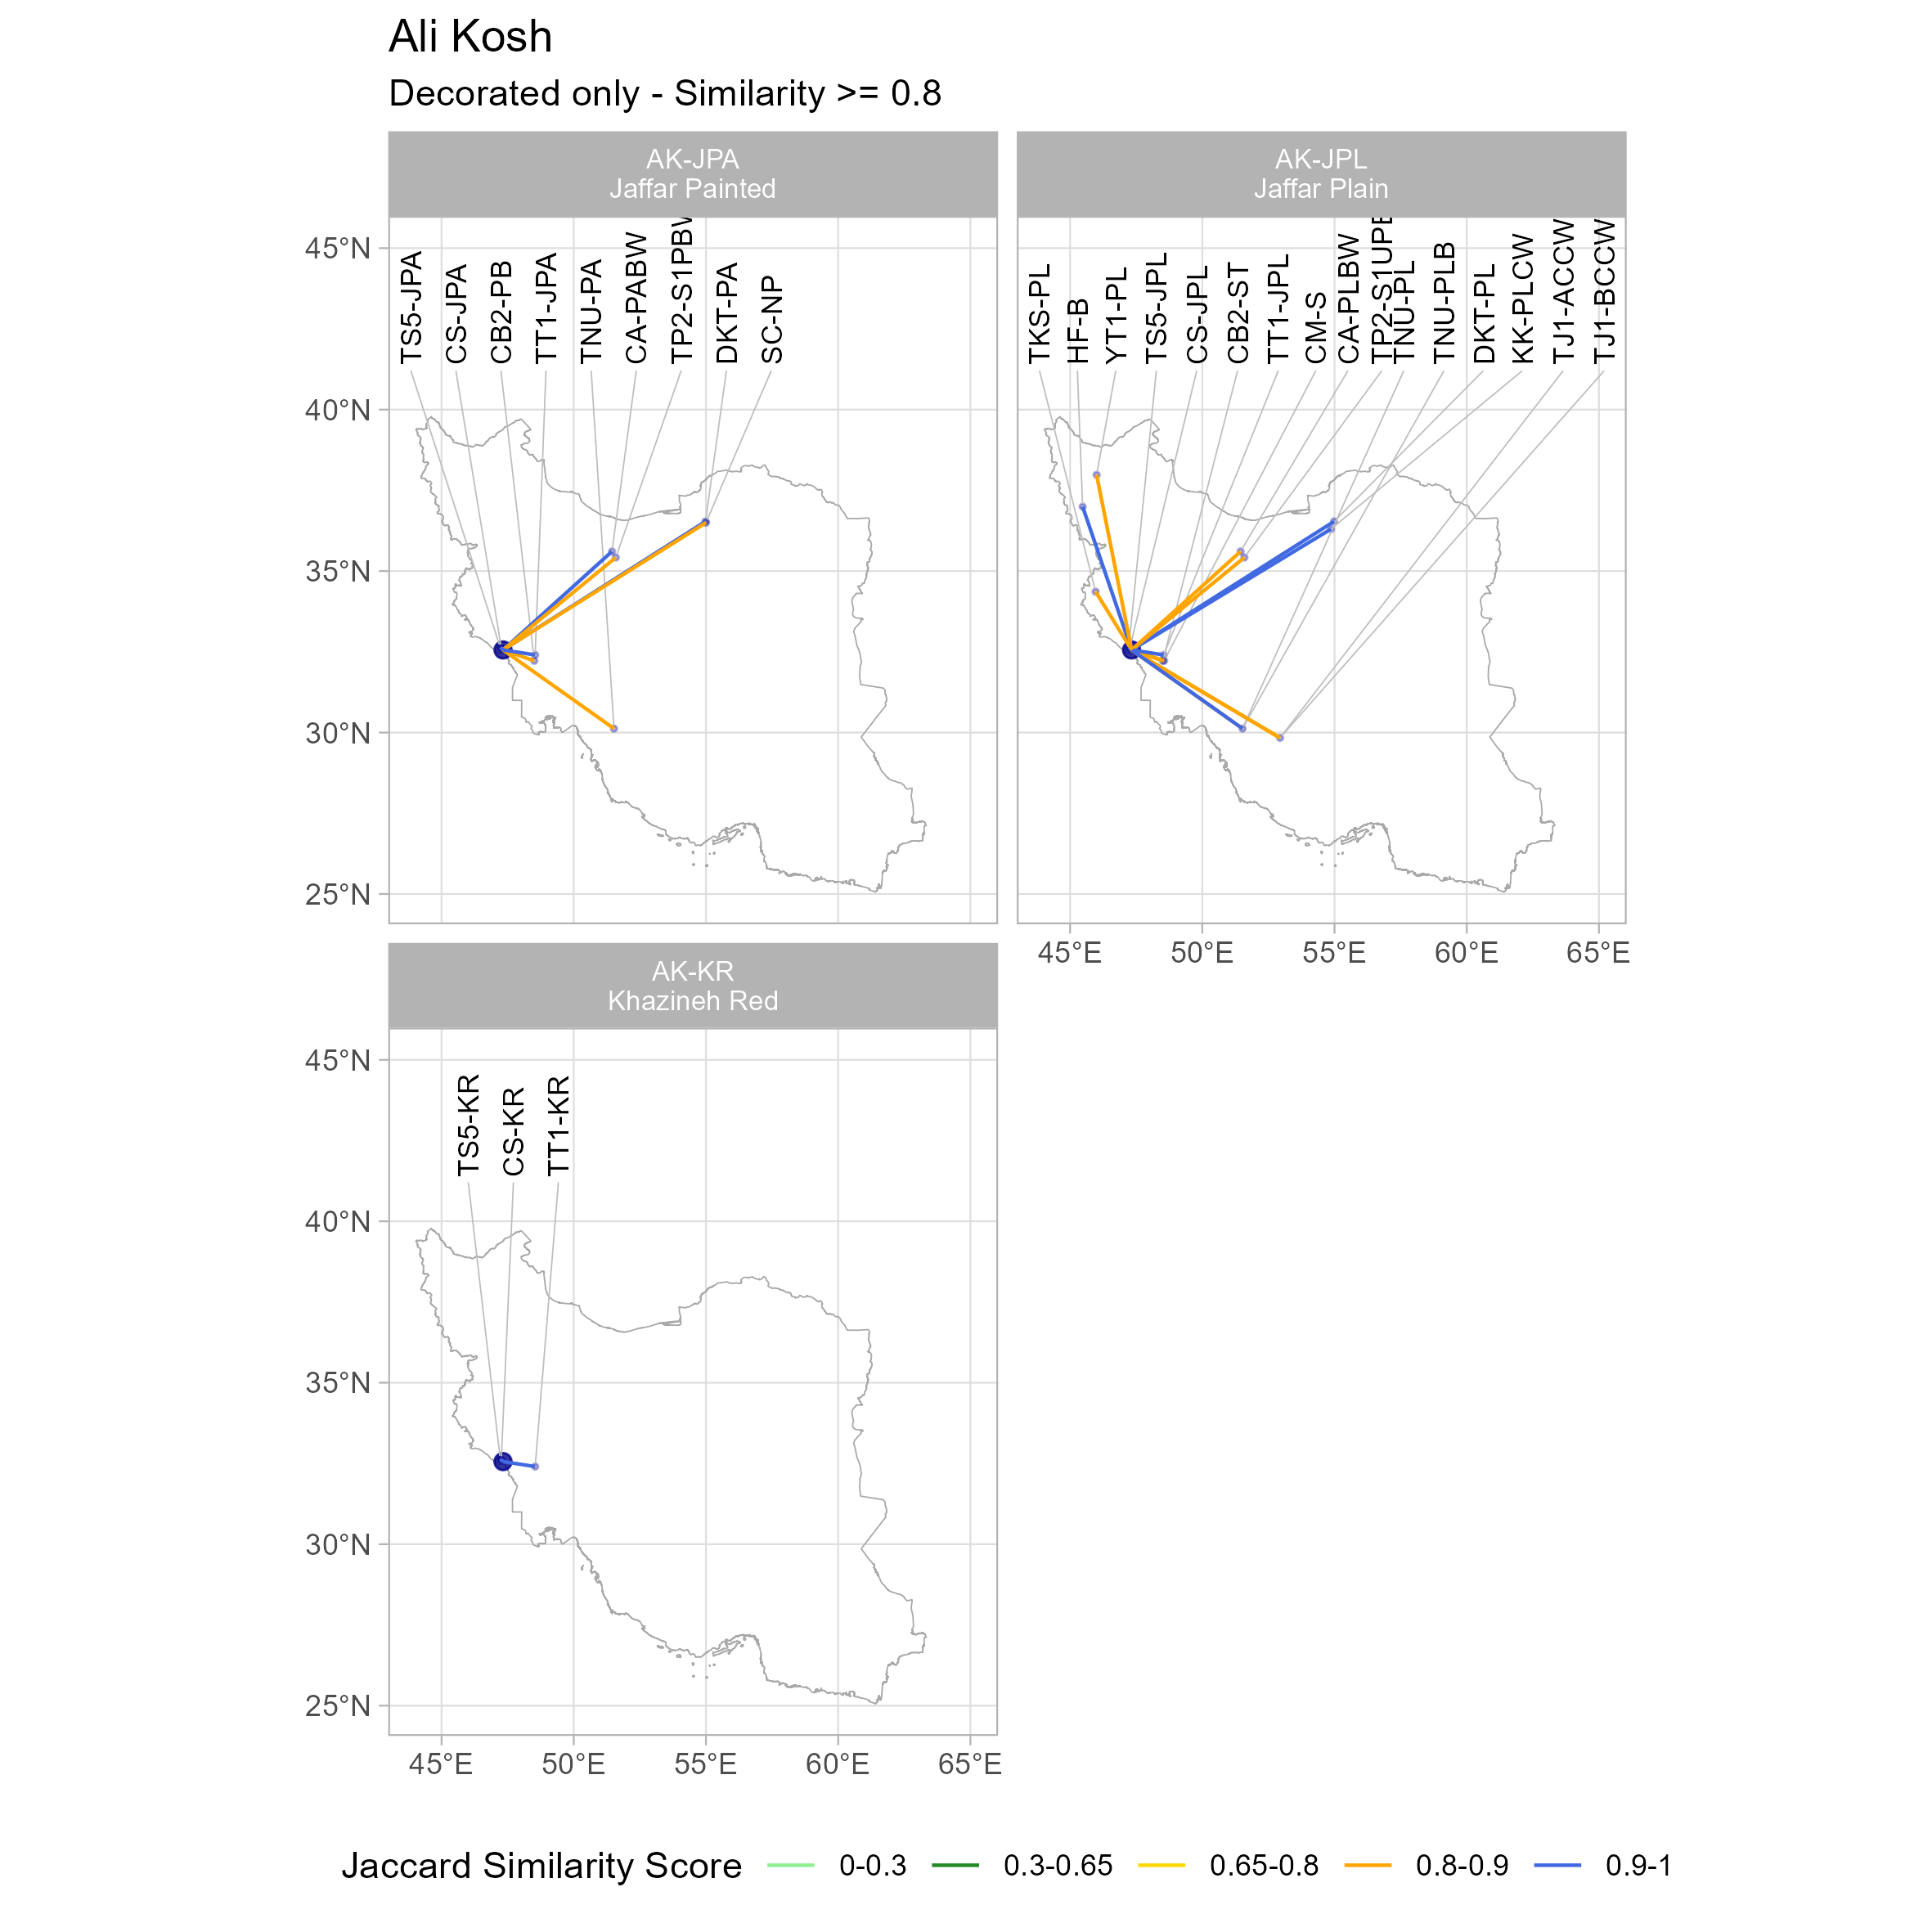 Ali Kosh
Decorated only - Similarity >= 0.8
AK-JPA
Jaffar Painted
AK-JPL
Jaffar Plain
TS5-JPA
CS-JPA
CB2-PB
TT1-JPA
TNU-PA
CA-PABW
TP2-S1PBW
DKT-PA
SC-NP
TKS-PL
HF-B
YT1-PL
TS5-JPL
CS-JPL
CB2-ST
TT1-JPL
CM-S
CA-PLBW
TNU-PL
TNU-PLB
DKT-PL
KK-PLCW
TJ1-ACCW
TJ1-BCCW
45°N
40°N
35°N
30°N
25°N
45°E
50°E
55°E
60°E
65°E
AK-KR
Khazineh Red
TS5-KR
CS-KR
TT1-KR
45°N
40°N
35°N
30°N
25°N
45°E
50°E
55°E
60°E
65°E
Jaccard Similarity Score 0-0.3 0.3-0.65 0.65-0.8 0.8-0.9 0.9-1